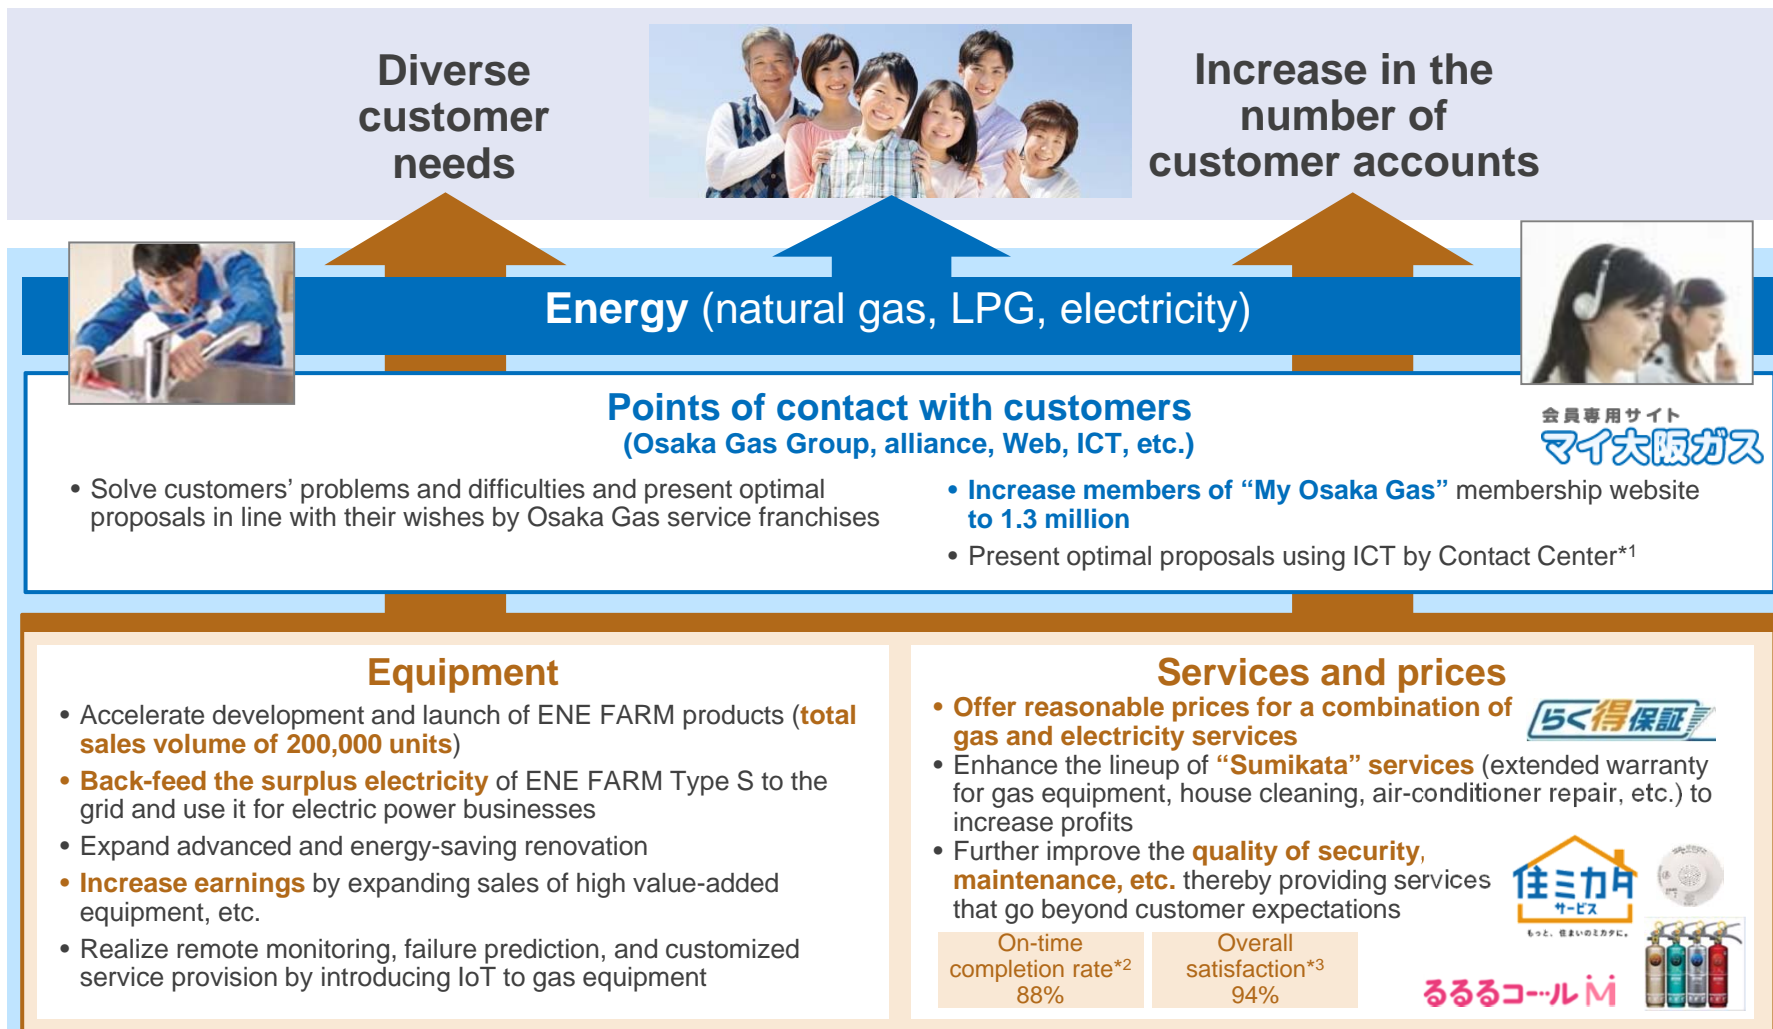 Diverse
customer
needs
Increase in the
number of
customer accounts
Energy (natural gas, LPG, electricity)
Points of contact with customers
(Osaka Gas Group, alliance, Web, ICT, etc.)
会員専用サイト
マイ大阪ガス
• Solve customers’ problems and difficulties and present optimal
proposals in line with their wishes by Osaka Gas service franchises
• Increase members of “My Osaka Gas” membership website
to 1.3 million
• Present optimal proposals using ICT by Contact Center*1
Equipment
• Accelerate development and launch of ENE FARM products (total
sales volume of 200,000 units)
• Back-feed the surplus electricity of ENE FARM Type S to the
grid and use it for electric power businesses
• Expand advanced and energy-saving renovation
• Increase earnings by expanding sales of high value-added
equipment, etc.
• Realize remote monitoring, failure prediction, and customized
service provision by introducing IoT to gas equipment
Services and prices
• Offer reasonable prices for a combination of
gas and electricity services
らく得保証
• Enhance the lineup of “Sumikata” services (extended warranty
for gas equipment, house cleaning, air-conditioner repair, etc.) to
increase profits
• Further improve the quality of security,
maintenance, etc. thereby providing services
that go beyond customer expectations
住ミカタ
サービス
もっと、住まいのミカタに。
On-time
completion rate*2
88%
Overall
satisfaction*3
94%
るるるコール M